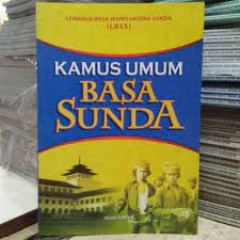 LEMBAGA BASA JEUNG SASTRA SUNDA
(LBSS)
KAMUS UMUM
BASA
SUNDA